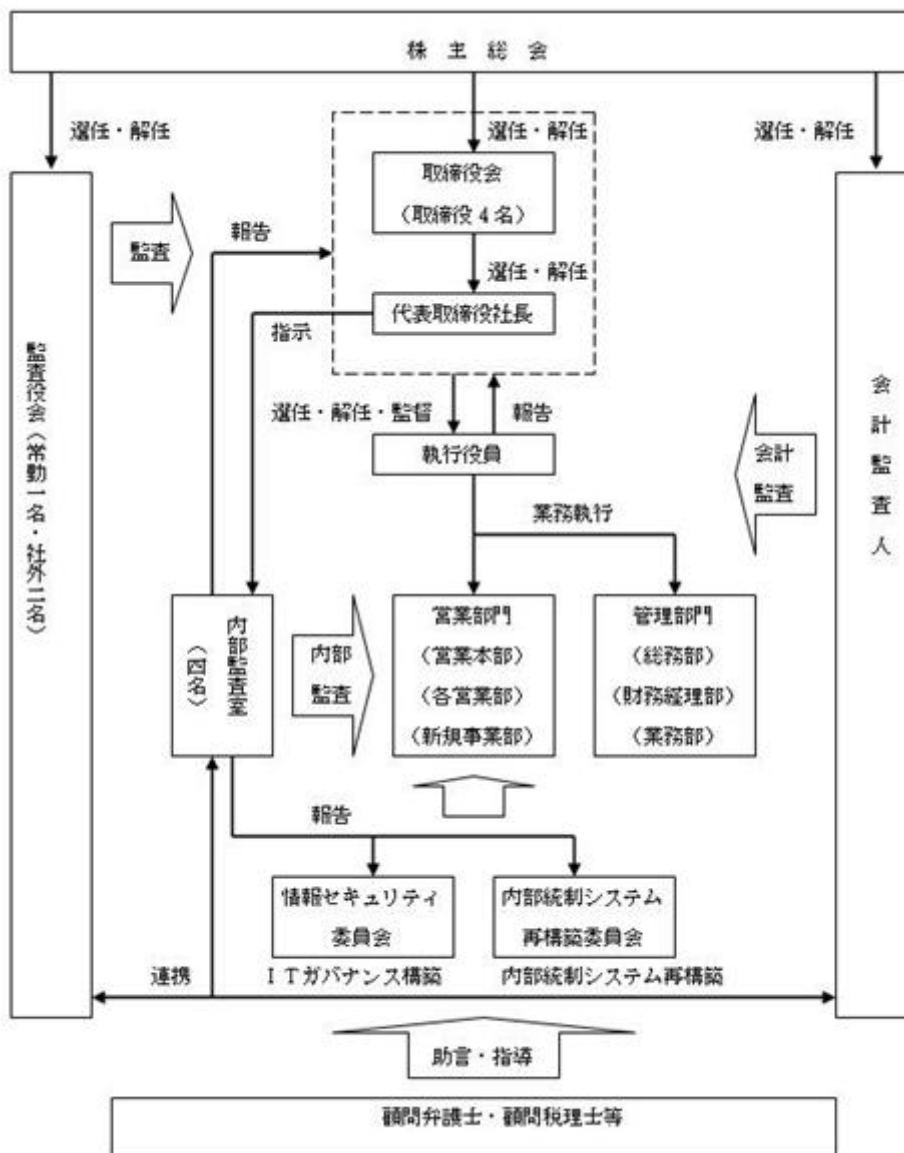 株主総会
選任・解任
選任・解任
選任・解任
取締役会
（取締役4名）
監査
報告
選任・解任
代表取締役社長
指示
監査役会（常勤1名・社外二名）
会計監査人
選任・解任・監督
報告
執行役員
会計
監査
業務執行
内部監査室
（四名）
内部
監査
営業部門
（営業本部）
（各営業部）
（新規事業部）
管理部門
（総務部）
（財務経理部）
（業務部）
報告
情報セキュリティ
委員会
内部統制システム
再構築委員会
連携
ＩＴガバナンス構築
内部統制システム再構築
助言・指導
顧問弁護士・顧問税理士等